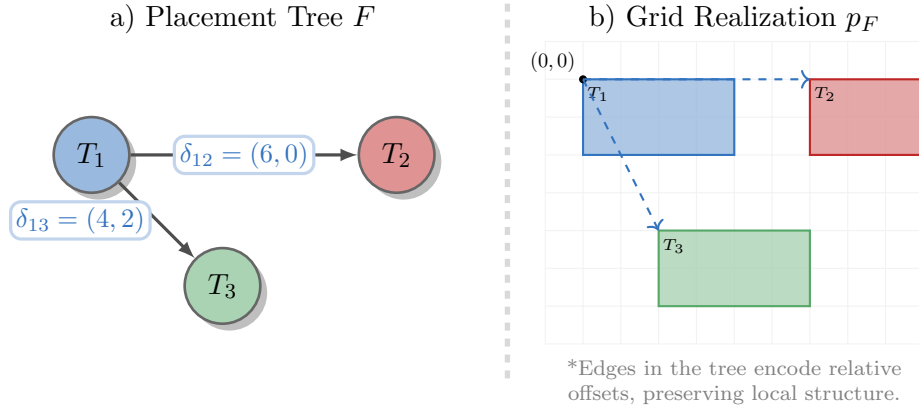 a) Placement Tree F
T₁
δ₁₂ = (6, 0)
T₂
δ₁₃ = (4, 2)
T₃
b) Grid Realization p_F
(0, 0)
T₁
T₂
T₃
*Edges in the tree encode relative
offsets, preserving local structure.